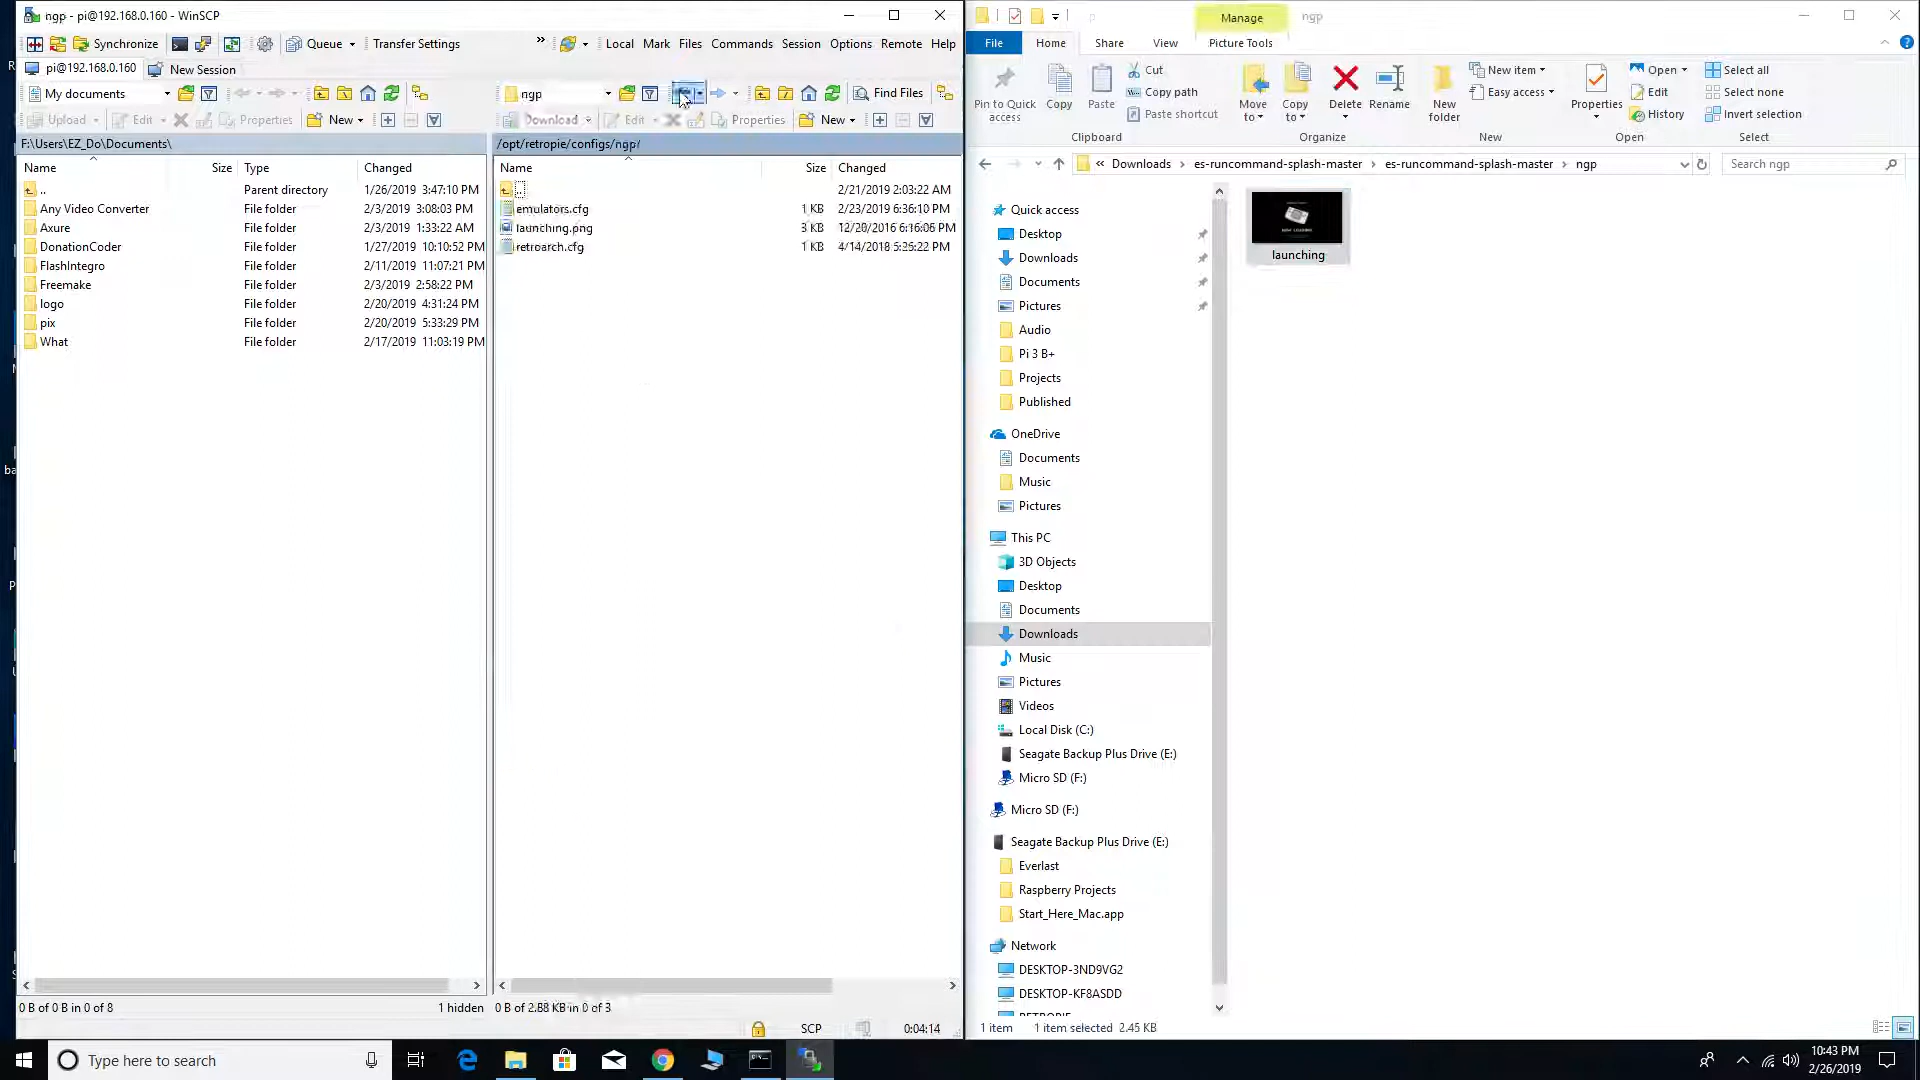 ngp - pi@192.168.0.160 - WinSCP
Synchronize
Queue
Transfer Settings
»
Local
Mark
Files
Commands
Session
Options
Remote
Help
pi@192.168.0.160
New Session
My documents
ngp
Find Files
Upload
Edit
Properties
New
Download
Edit
Properties
New
F:\Users\EZ_Do\Documents\
/opt/retropie/configs/ngp/
Name Size Type Changed
.. Parent directory 1/26/2019 3:47:10 PM
Any Video Converter File folder 2/3/2019 3:08:03 PM
Axure File folder 2/3/2019 1:33:22 AM
DonationCoder File folder 1/27/2019 10:10:52 PM
FlashIntegro File folder 2/11/2019 11:07:21 PM
Freemake File folder 2/3/2019 2:58:22 PM
logo File folder 2/20/2019 4:31:24 PM
pix File folder 2/20/2019 5:33:29 PM
What File folder 2/17/2019 11:03:19 PM
Name Size Changed
.. 2/21/2019 2:03:22 AM
emulators.cfg 1 KB 2/23/2019 6:36:10 PM
launching.png 3 KB 12/20/2016 6:16:06 PM
retroarch.cfg 1 KB 4/14/2018 5:25:22 PM
0 B of 0 B in 0 of 8
1 hidden
0 B of 2.88 KB in 0 of 3
SCP
0:04:14
Manage
ngp
File
Home
Share
View
Picture Tools
Pin to Quick access
Copy
Paste
Cut
Copy path
Paste shortcut
Clipboard
Move to
Copy to
Delete
Rename
Organize
New folder
New item
Easy access
New
Properties
Open
Edit
History
Open
Select all
Select none
Invert selection
Select
« Downloads > es-runcommand-splash-master > es-runcommand-splash-master > ngp
Search ngp
Quick access
Desktop
Downloads
Documents
Pictures
Audio
Pi 3 B+
Projects
Published
OneDrive
Documents
Music
Pictures
This PC
3D Objects
Desktop
Documents
Downloads
Music
Pictures
Videos
Local Disk (C:)
Seagate Backup Plus Drive (E:)
Micro SD (F:)
Micro SD (F:)
Seagate Backup Plus Drive (E:)
Everlast
Raspberry Projects
Start_Here_Mac.app
Network
DESKTOP-3ND9VG2
DESKTOP-KF8ASDD
launching
1 item
1 item selected 2.45 KB
Type here to search
10:43 PM
2/26/2019